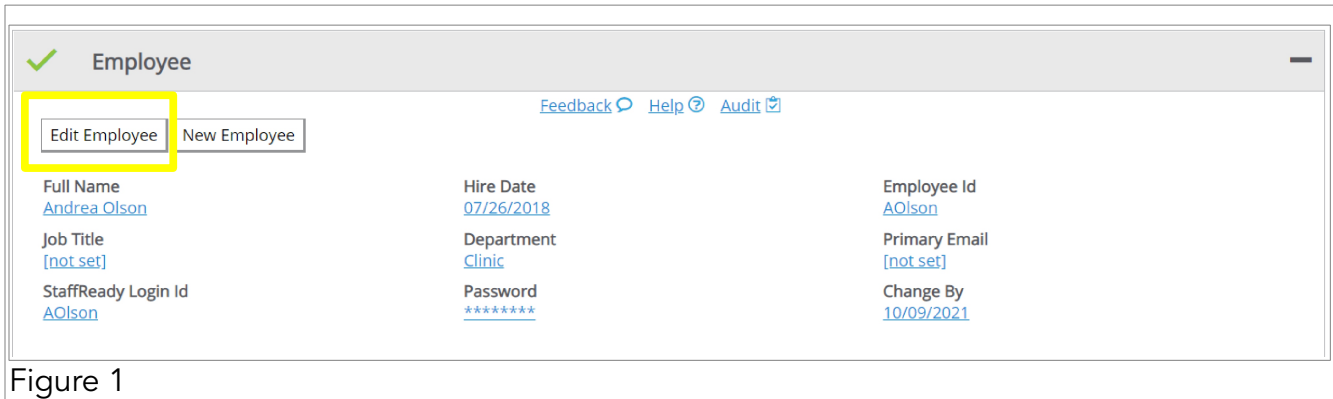 Employee
Feedback Help Audit
Edit Employee New Employee
Full Name Hire Date Employee Id
Andrea Olson 07/26/2018 AOlson
Job Title Department Primary Email
[not set] Clinic [not set]
StaffReady Login Id Password Change By
AOlson ******** 10/09/2021
Figure 1